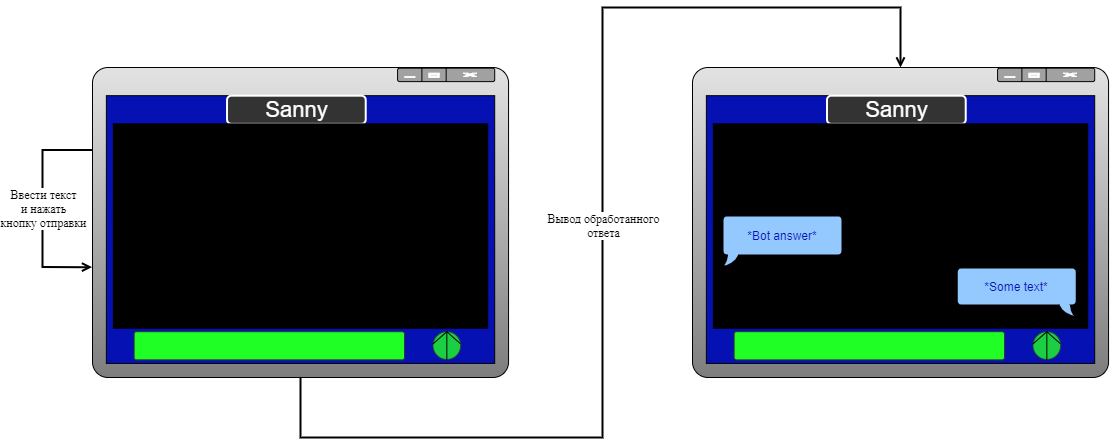 Sanny
Ввести текст
и нажать
кнопку отправки
Вывод обработанного
ответа
Sanny
*Bot answer*
*Some text*